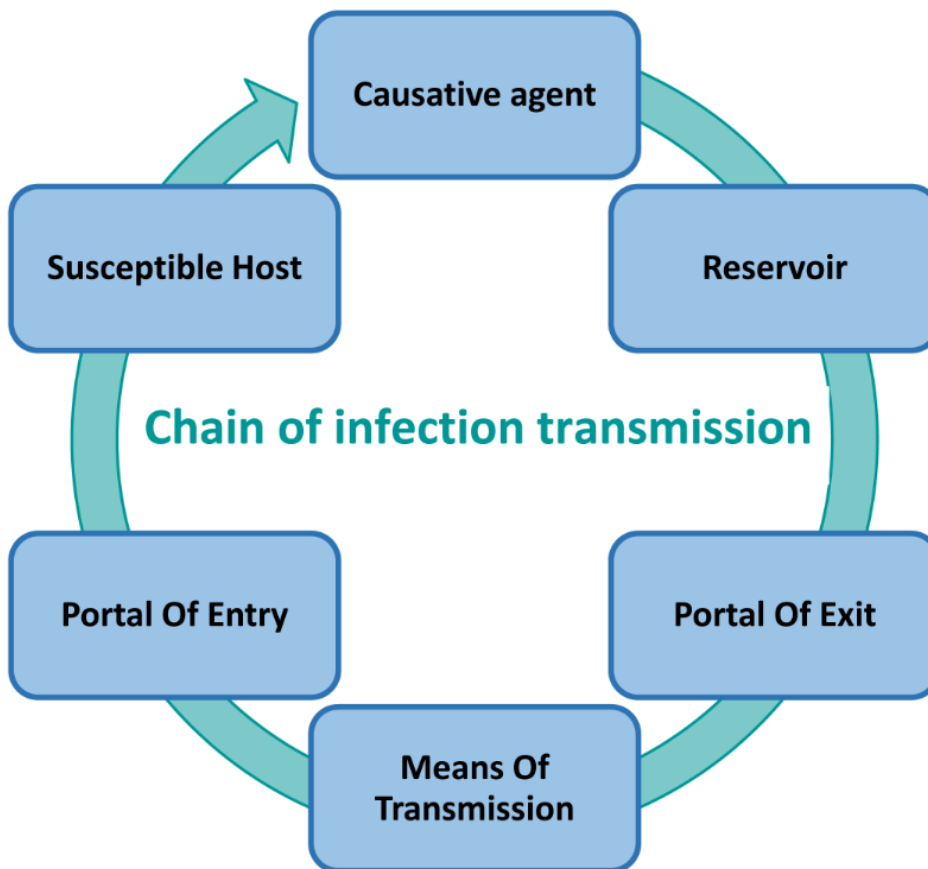 Causative agent
Reservoir
Portal Of Exit
Means Of
Transmission
Portal Of Entry
Susceptible Host
Chain of infection transmission